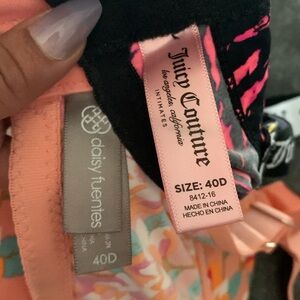 Juicy Couture
los angeles, california
INTIMATES
SIZE: 40D
8412-16
MADE IN CHINA
HECHO EN CHINA
daisy fuentes
40D